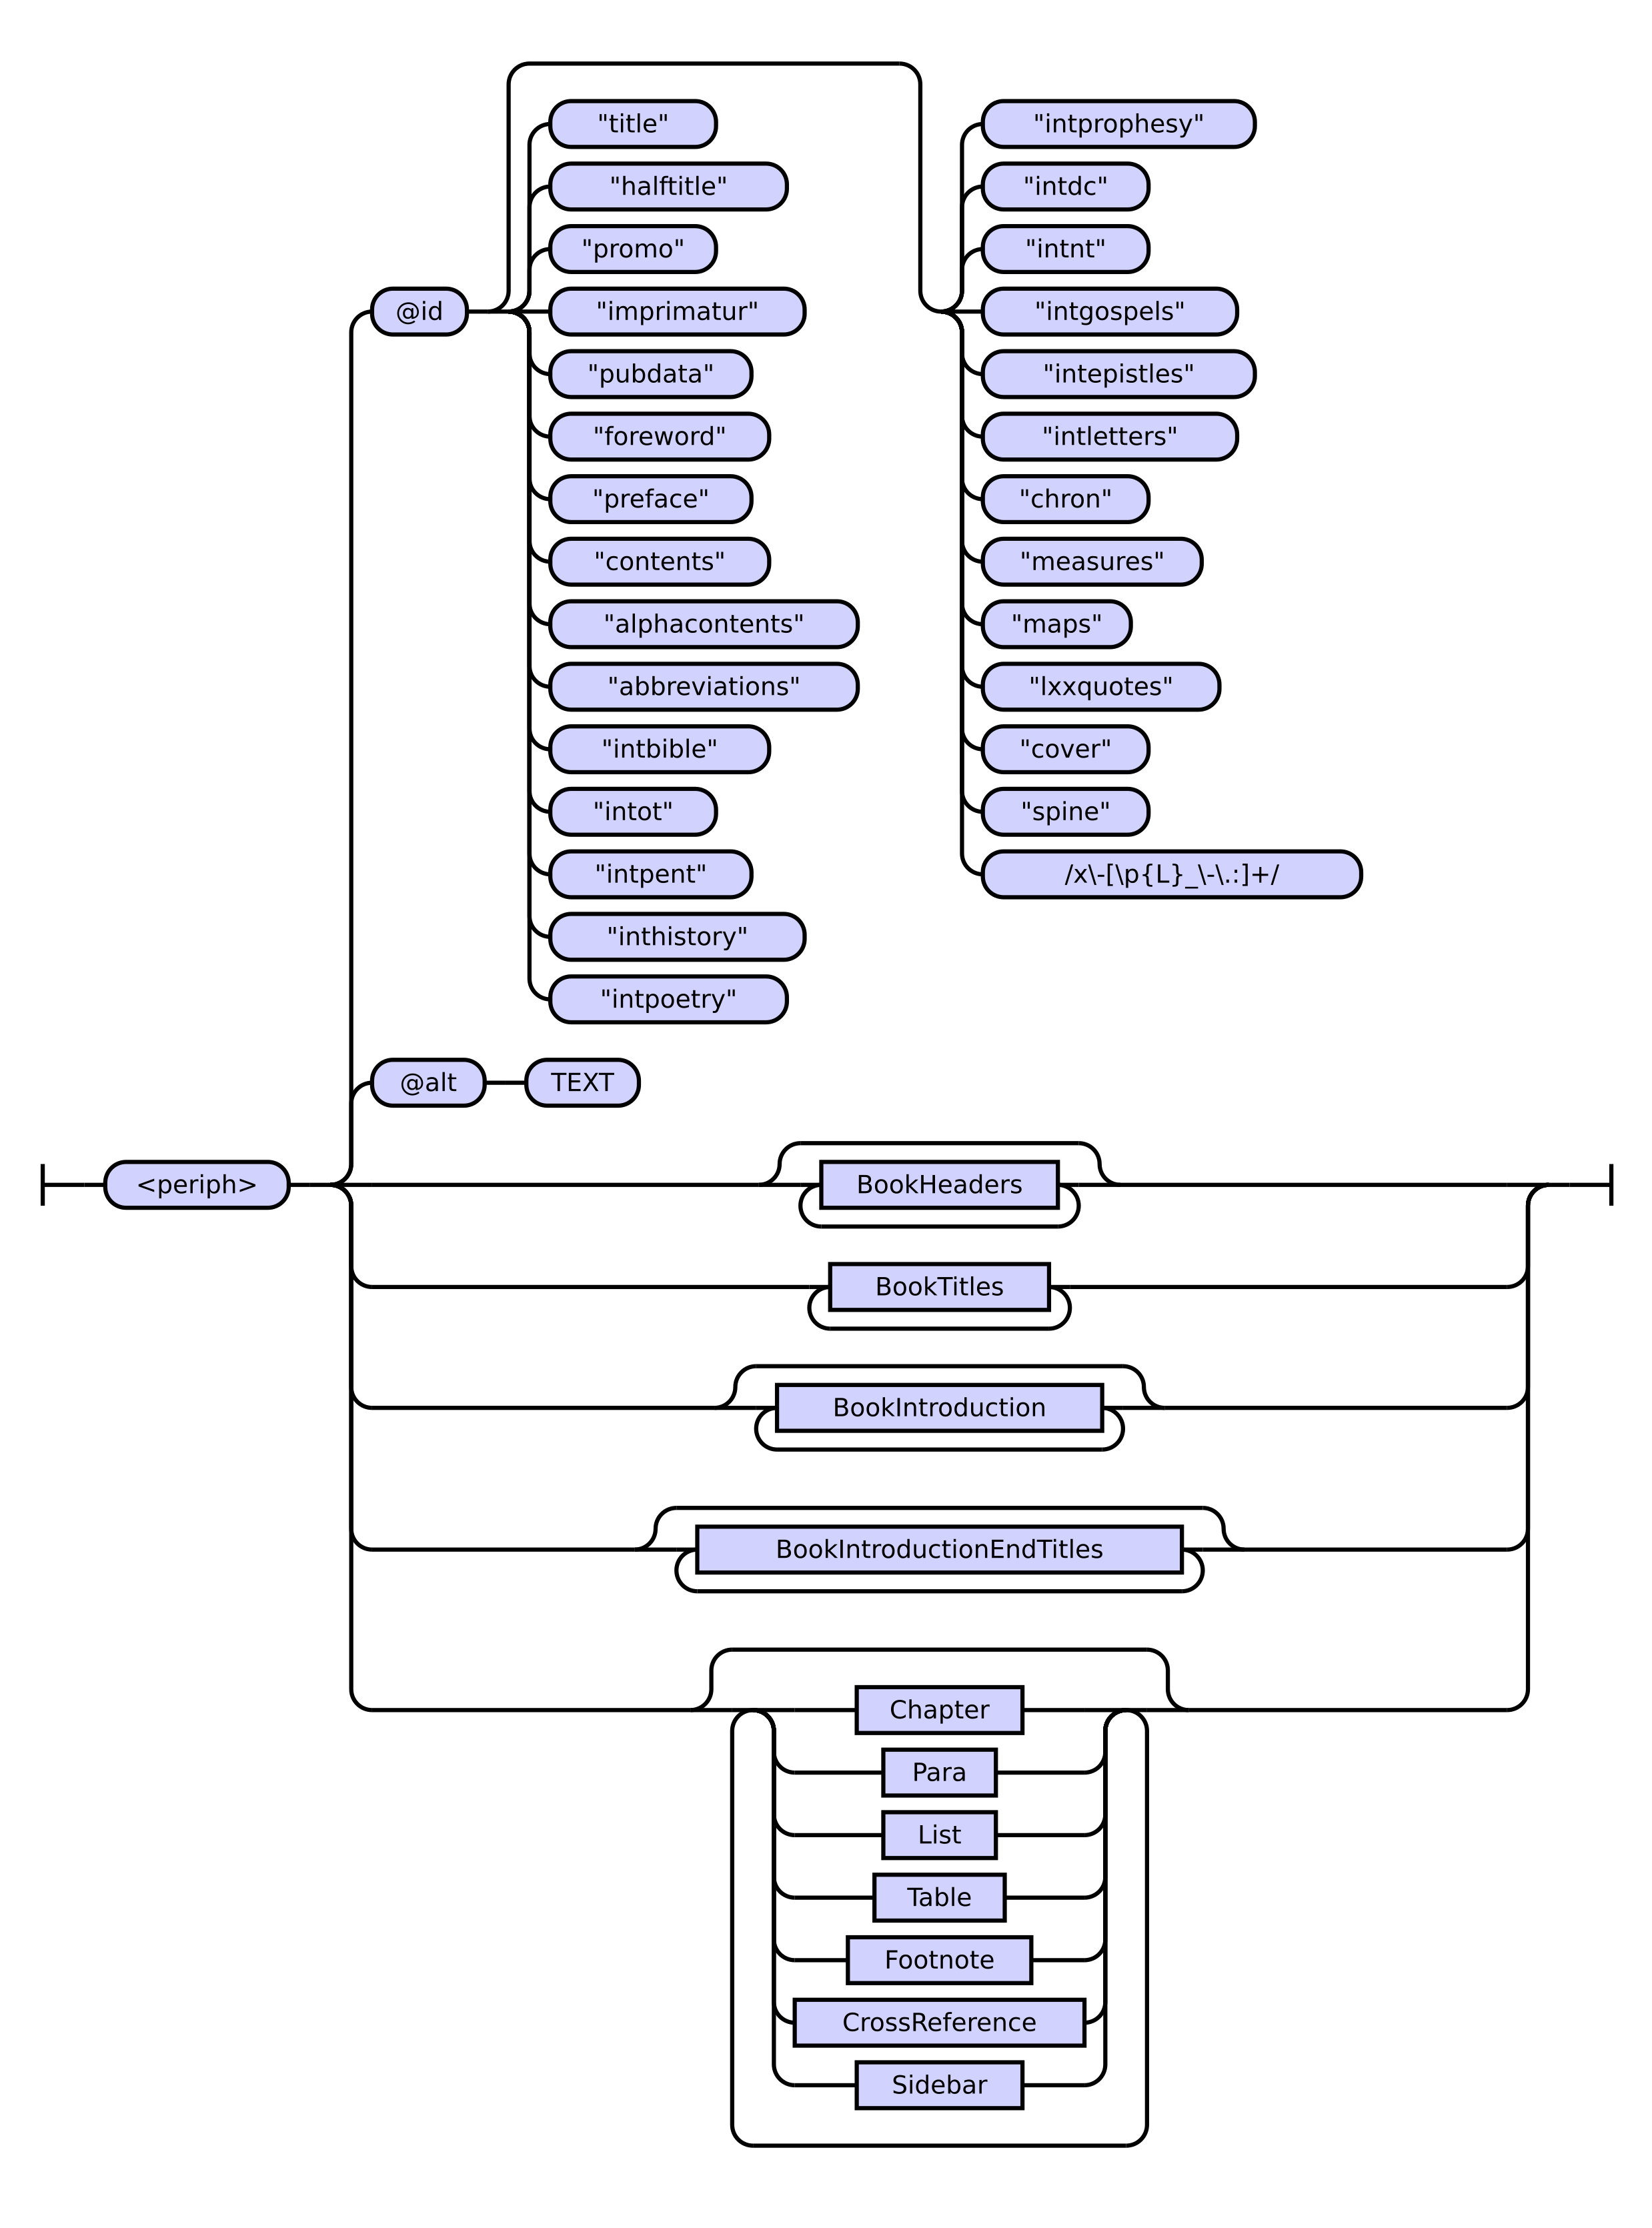 "title"
"halftitle"
"promo"
@id
"imprimatur"
"pubdata"
"foreword"
"preface"
"contents"
"alphacontents"
"abbreviations"
"intbible"
"intot"
"intpent"
"inthistory"
"intpoetry"
"intprophesy"
"intdc"
"intnt"
"intgospels"
"intepistles"
"intletters"
"chron"
"measures"
"maps"
"lxxquotes"
"cover"
"spine"
/x\-[\p{L}_\-\.:]+/
@alt
TEXT
<periph>
BookHeaders
BookTitles
BookIntroduction
BookIntroductionEndTitles
Chapter
Para
List
Table
Footnote
CrossReference
Sidebar